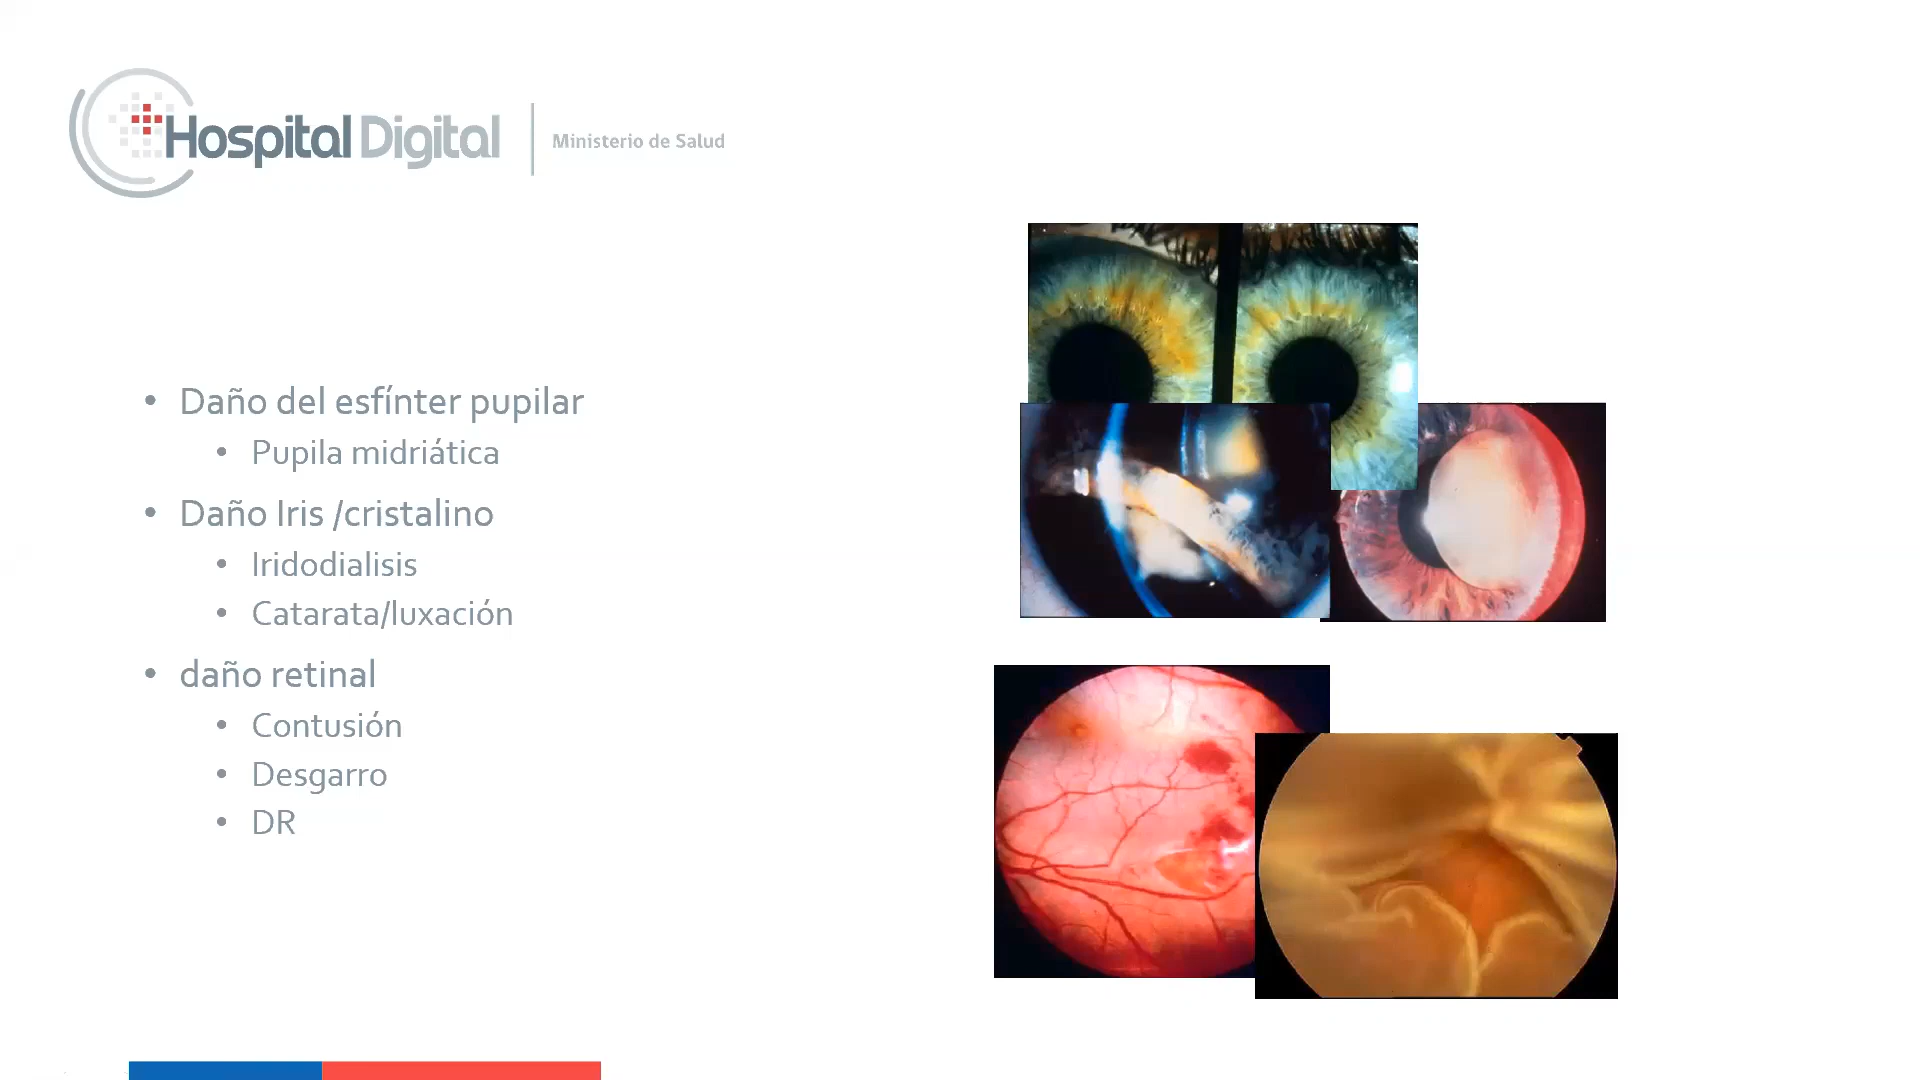 Hospital Digital
Ministerio de Salud
• Daño del esfínter pupilar
• Pupila midriática
• Daño Iris /cristalino
• Iridodialisis
• Catarata/luxación
• daño retinal
• Contusión
• Desgarro
• DR